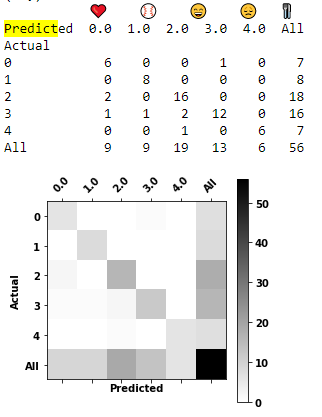 ❤️ ⚾ 😄 😞 🍴
Predicted 0.0 1.0 2.0 3.0 4.0 All
Actual
0 6 0 0 1 0 7
1 0 8 0 0 0 8
2 2 0 16 0 0 18
3 1 1 2 12 0 16
4 0 0 1 0 6 7
All 9 9 19 13 6 56
0.0 1.0 2.0 3.0 4.0 All
0
1
2
3
4
All
Actual
Predicted
50
40
30
20
10
0